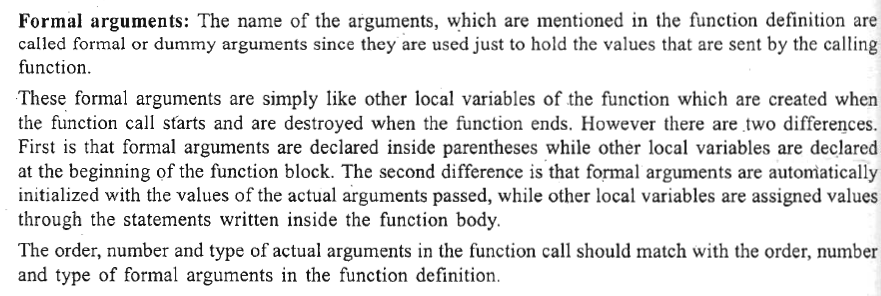 Formal arguments: The name of the arguments, which are mentioned in the function definition are
called formal or dummy arguments since they are used just to hold the values that are sent by the calling
function.
These formal arguments are simply like other local variables of the function which are created when
the function call starts and are destroyed when the function ends. However there are two differences.
First is that formal arguments are declared inside parentheses while other local variables are declared
at the beginning of the function block. The second difference is that formal arguments are automatically
initialized with the values of the actual arguments passed, while other local variables are assigned values
through the statements written inside the function body.
The order, number and type of actual arguments in the function call should match with the order, number
and type of formal arguments in the function definition.